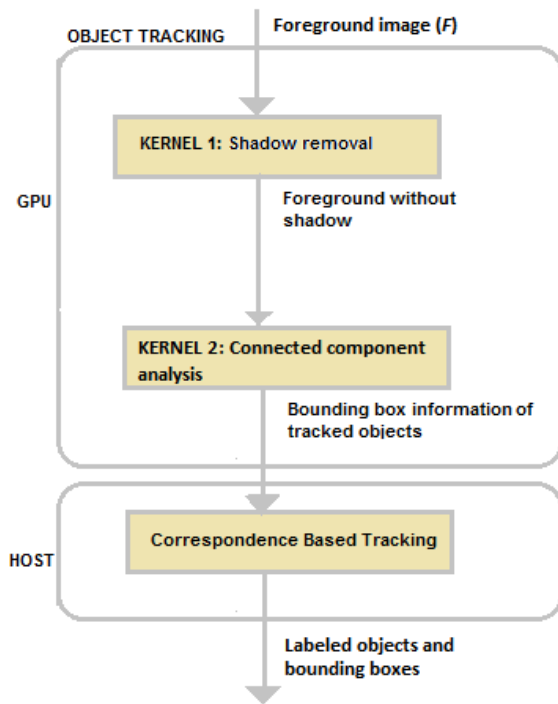 Foreground image (F)
OBJECT TRACKING
KERNEL 1: Shadow removal
GPU
Foreground without
shadow
KERNEL 2: Connected component
analysis
Bounding box information of
tracked objects
Correspondence Based Tracking
HOST
Labeled objects and
bounding boxes